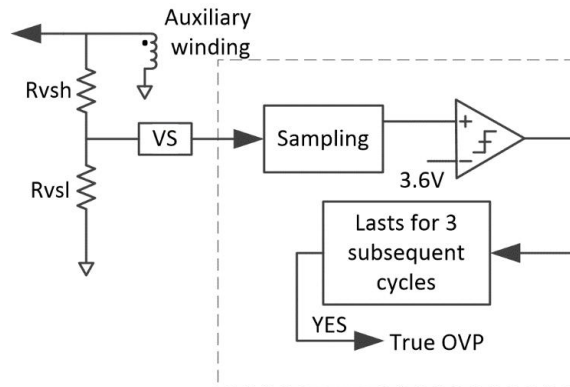 Auxiliary
winding
Rvsh
VS
Sampling
+
−
3.6V
Rvsl
Lasts for 3
subsequent
cycles
YES
True OVP